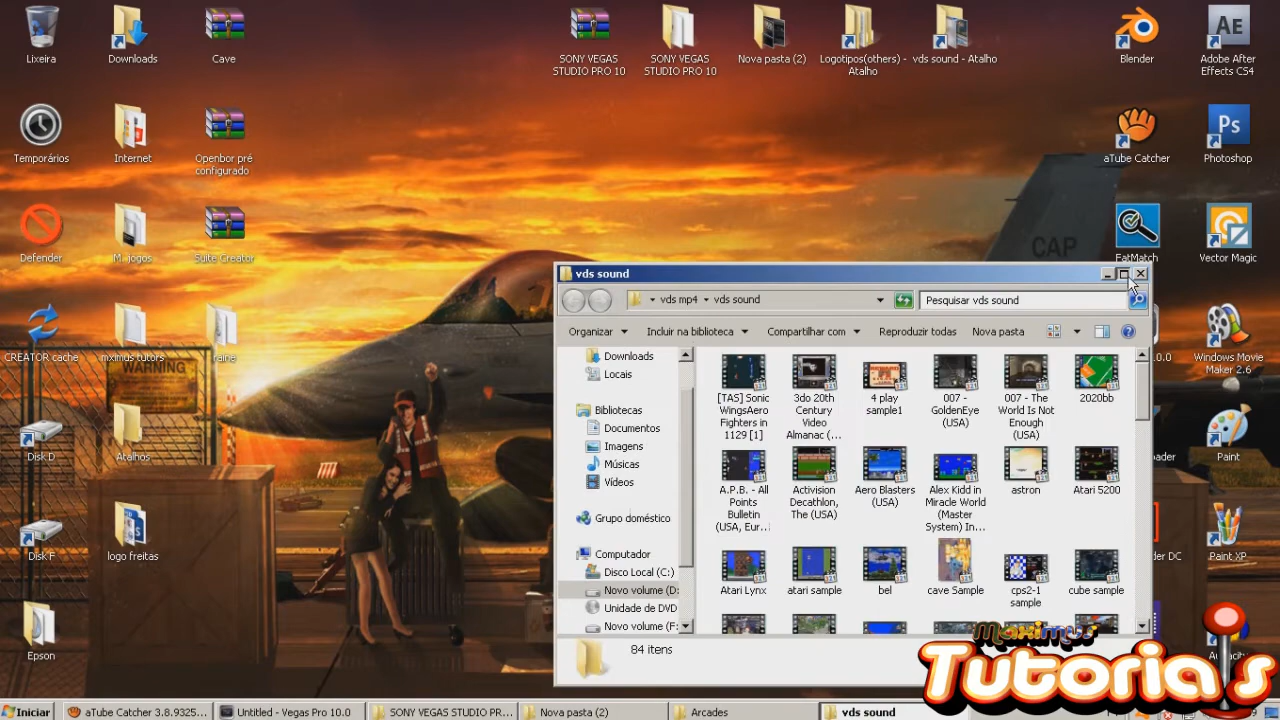 Lixeira
Downloads
Cave
SONY VEGAS
STUDIO PRO 10
SONY VEGAS
STUDIO PRO 10
Nova pasta (2)
Logotipos(others) -
Atalho
vds sound - Atalho
Blender
Adobe After
Effects CS4
AE
Temporários
Internet
Openbor pré
configurado
aTube Catcher
Photoshop
Ps
Defender
M. jogos
Suite Creator
FatMatch
Vector Magic
CAP
CREATOR cache
mximus tutors
raine
WARNING
Windows Movie
Maker 2.6
Disk D
Atalhos
Paint
Disk F
logo freitas
Paint XP
Epson
vds sound
vds mp4
vds sound
Pesquisar vds sound
Organizar
Incluir na biblioteca
Compartilhar com
Reproduzir todas
Nova pasta
Downloads
Locais
Bibliotecas
Documentos
Imagens
Músicas
Vídeos
Grupo doméstico
Computador
Disco Local (C:)
Novo volume (D:
Unidade de DVD
Novo volume (F:
[TAS] Sonic
WingsAero
Fighters in
1129 [1]
3do 20th
Century
Video
Almanac (...
4 play
sample1
007 -
GoldenEye
(USA)
007 - The
World Is Not
Enough
(USA)
2020bb
A.P.B. - All
Points
Bulletin
(USA, Eur...
Activision
Decathlon,
The (USA)
Aero Blasters
(USA)
Alex Kidd in
Miracle World
(Master
System) In...
astron
Atari 5200
Atari Lynx
atari sample
bel
cave Sample
cps2-1
sample
cube sample
84 itens
Maximus
Tutoria s
Iniciar
aTube Catcher 3.8.9325...
Untitled - Vegas Pro 10.0
SONY VEGAS STUDIO PR...
Nova pasta (2)
Arcades
vds sound